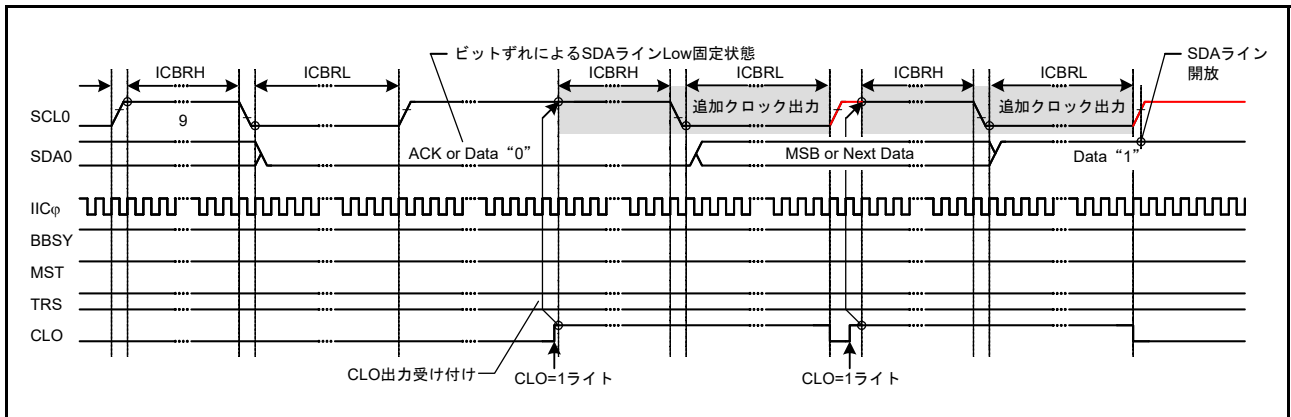 ビットずれによるSDAラインLow固定状態
SDAライン
開放
ICBRH
ICBRL
ICBRH
ICBRL
ICBRH
ICBRL
SCL0
9
追加クロック出力
追加クロック出力
SDA0
ACK or Data “0”
MSB or Next Data
Data “1”
IICφ
BBSY
MST
TRS
CLO
CLO出力受け付け
CLO=1ライト
CLO=1ライト